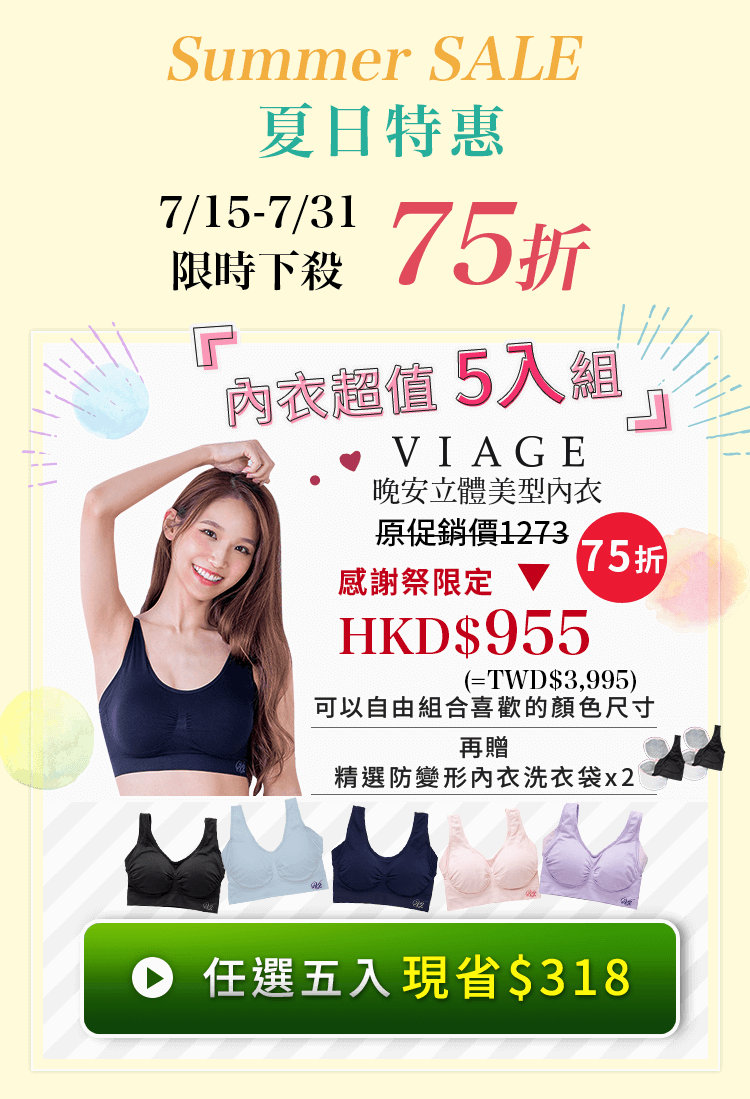 Summer SALE
夏日特惠
7/15-7/31
限時下殺
75折
『內衣超值 5入組』
VIAGE
晚安立體美型內衣
原促銷價1273
75折
感謝祭限定 ▼
HKD$955
(=TWD$3,995)
可以自由組合喜歡的顏色尺寸
再贈
精選防變形內衣洗衣袋x2
任選五入 現省$318